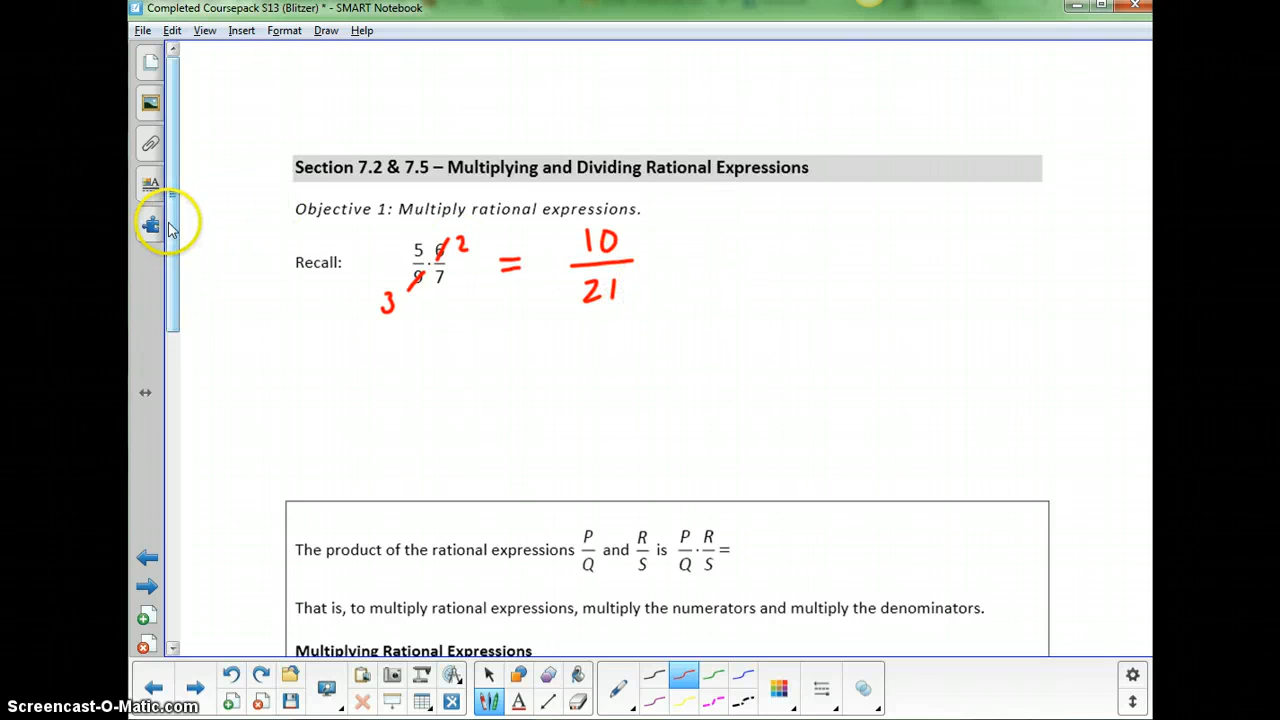 Completed Coursepack S13 (Blitzer) * - SMART Notebook
File Edit View Insert Format Draw Help
Section 7.2 & 7.5 – Multiplying and Dividing Rational Expressions
Objective 1: Multiply rational expressions.
Recall: 5/9 · 6/7 = 10/21
2
3
The product of the rational expressions P/Q and R/S is P/Q · R/S =
That is, to multiply rational expressions, multiply the numerators and multiply the denominators.
Multiplying Rational Expressions
Screencast-O-Matic.com